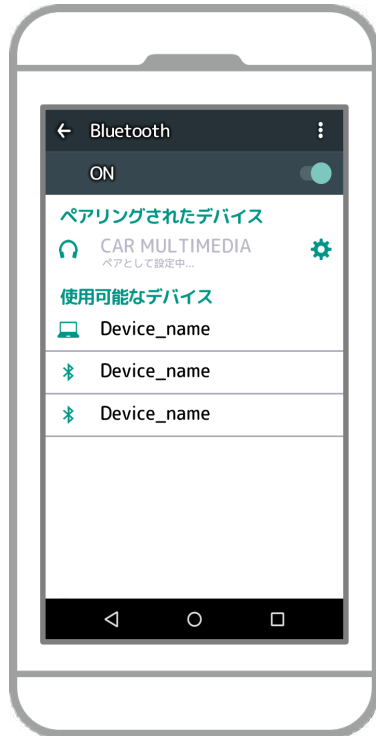 Bluetooth
ON
ペアリングされたデバイス
CAR MULTIMEDIA
ペアとして設定中...
使用可能なデバイス
Device_name
Device_name
Device_name